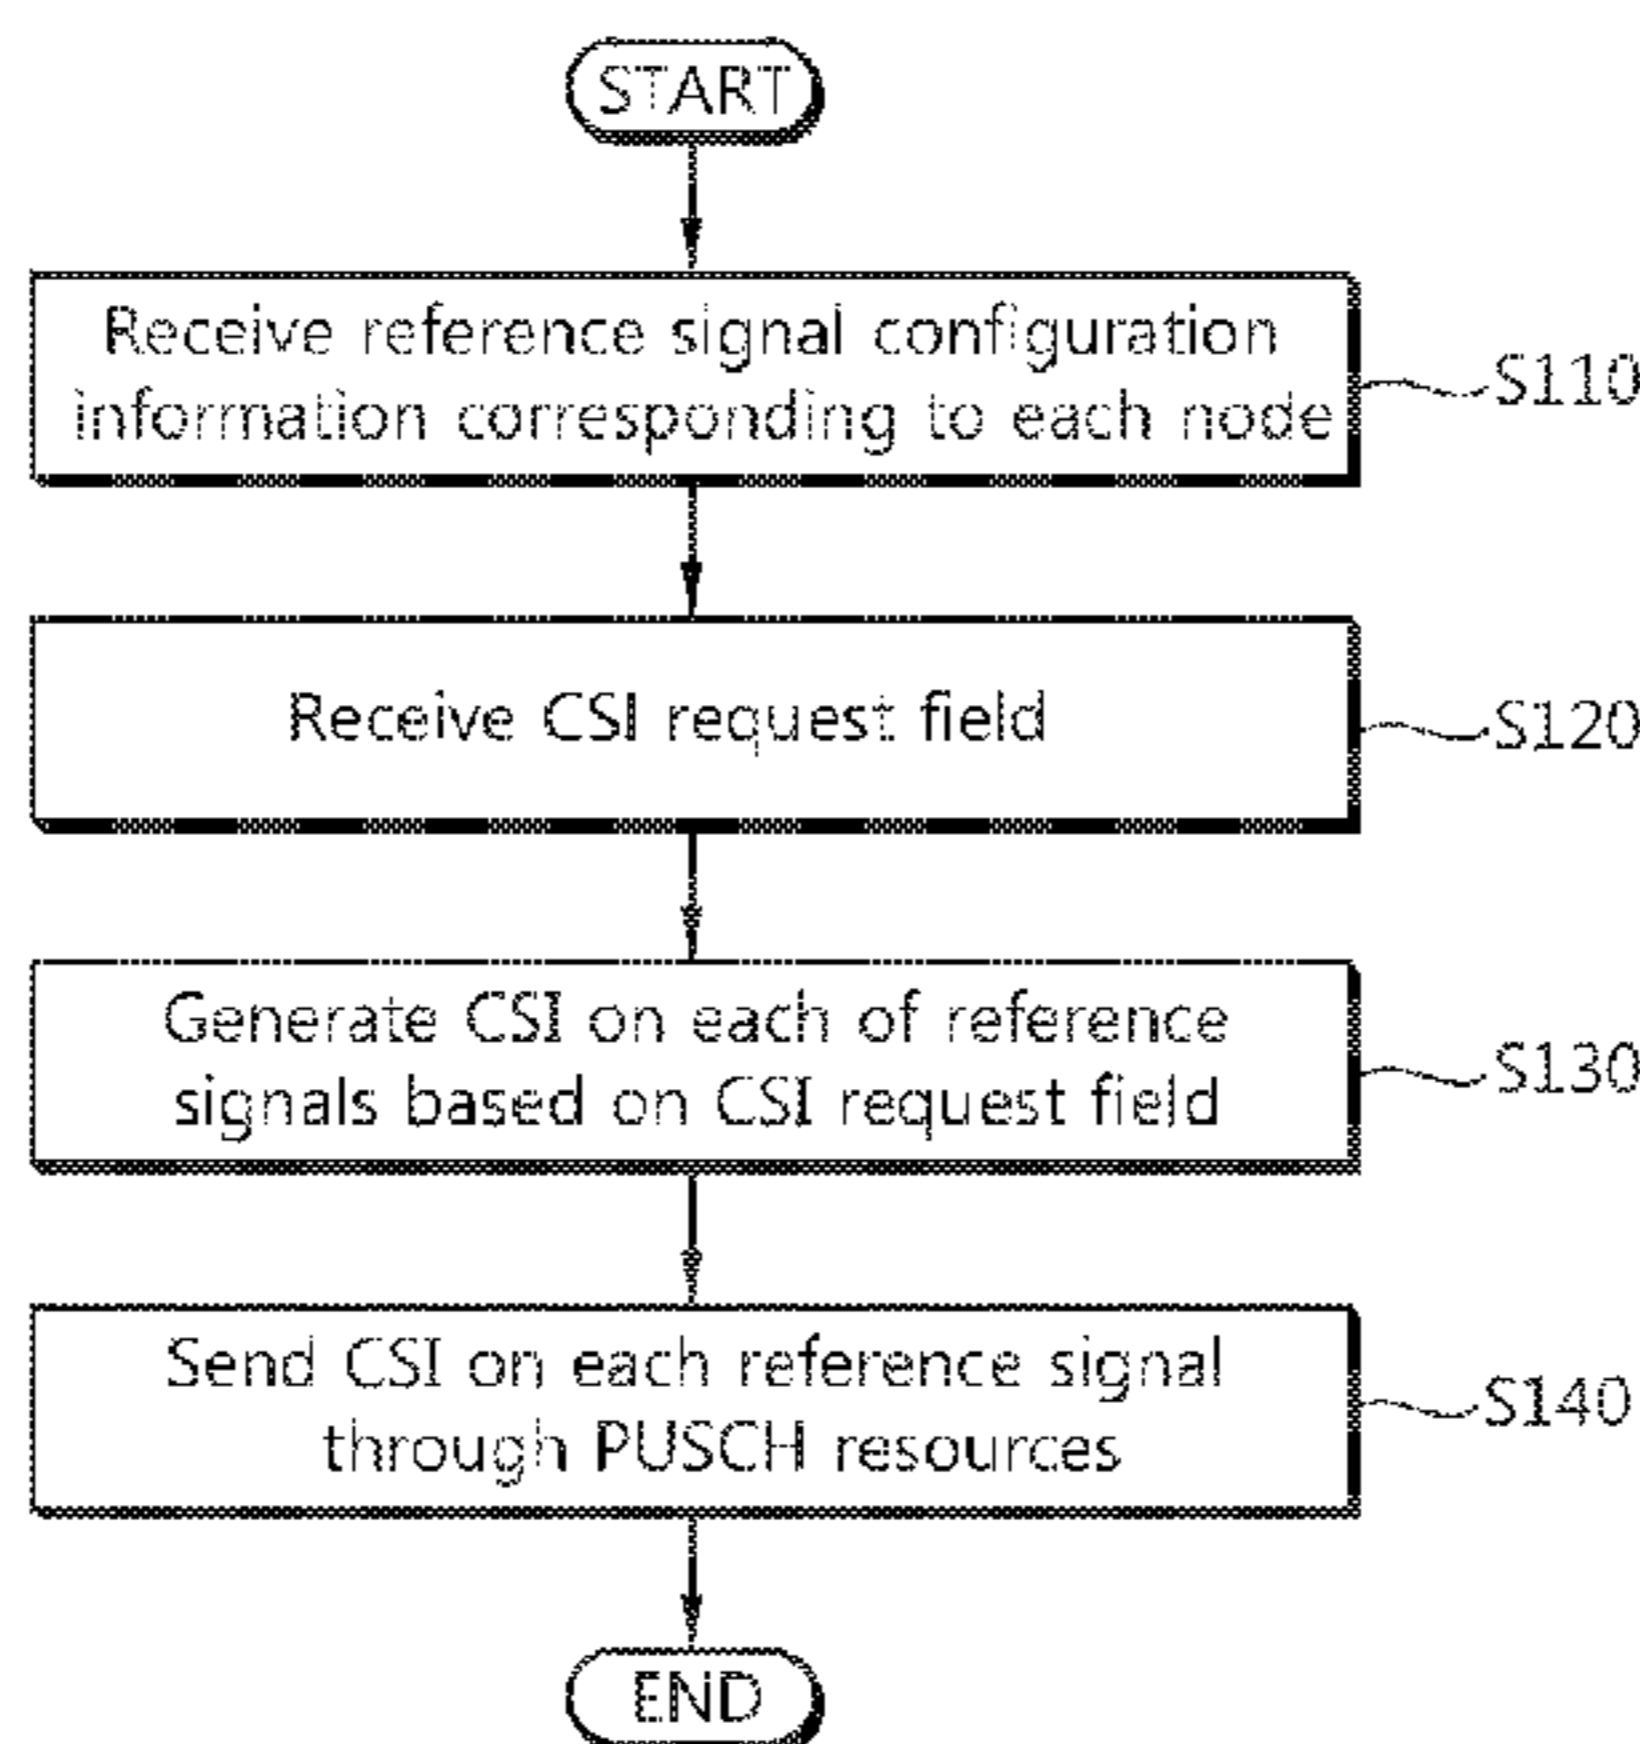 START
Receive reference signal configuration
information corresponding to each node
S110
Receive CSI request field
S120
Generate CSI on each of reference
signals based on CSI request field
S130
Send CSI on each reference signal
through PUSCH resources
S140
END